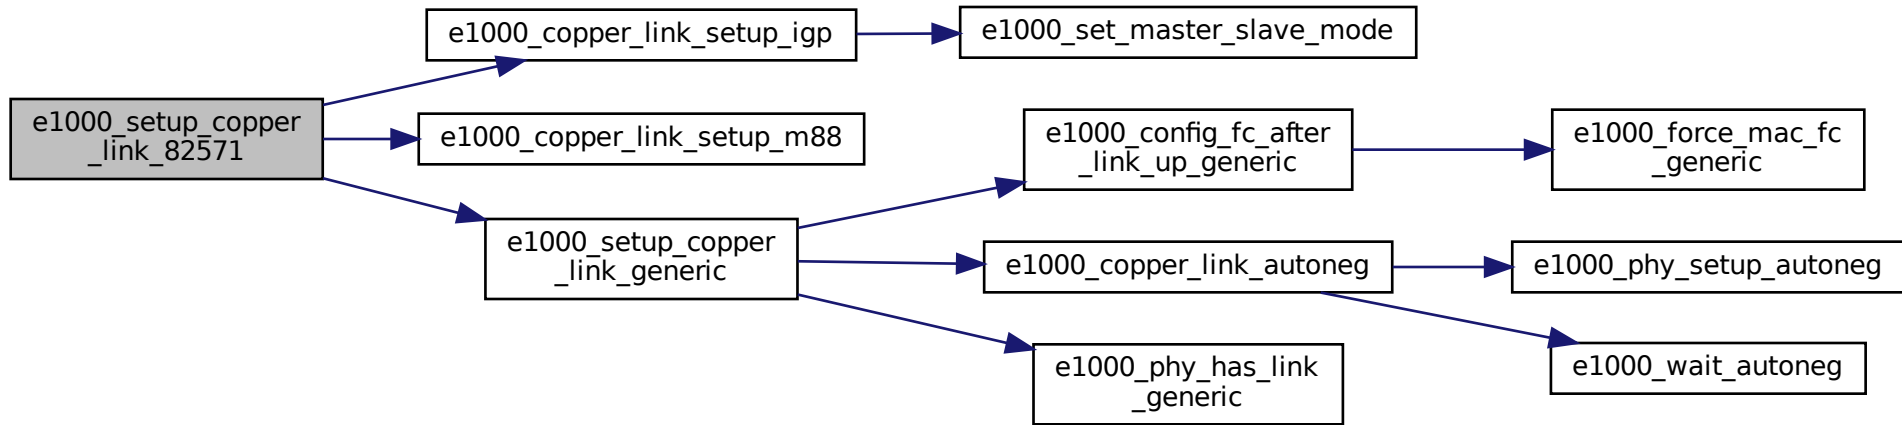 e1000_setup_copper
_link_82571
e1000_copper_link_setup_igp
e1000_set_master_slave_mode
e1000_copper_link_setup_m88
e1000_setup_copper
_link_generic
e1000_config_fc_after
_link_up_generic
e1000_force_mac_fc
_generic
e1000_copper_link_autoneg
e1000_phy_setup_autoneg
e1000_wait_autoneg
e1000_phy_has_link
_generic